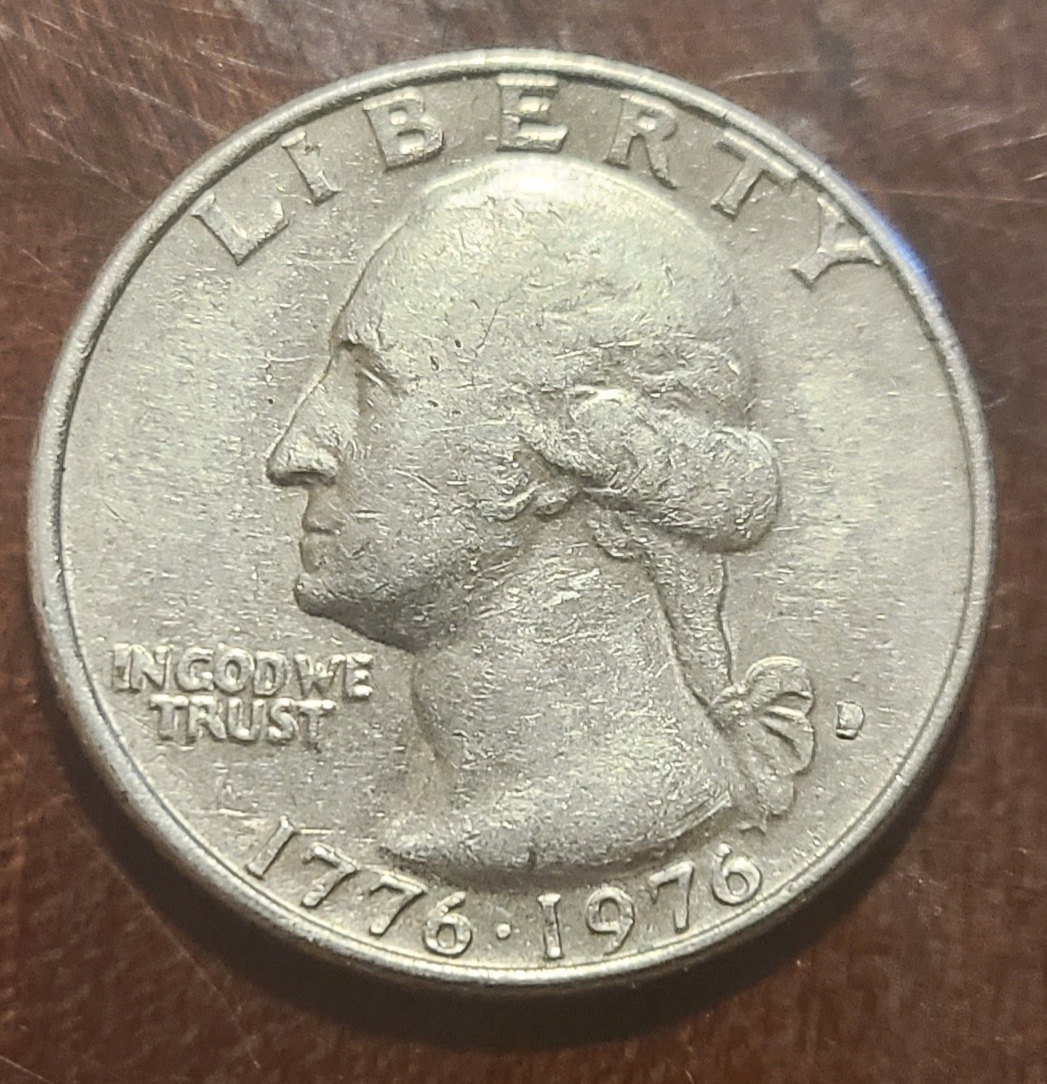 LIBERTY
IN GOD WE
TRUST
D
1776·1976